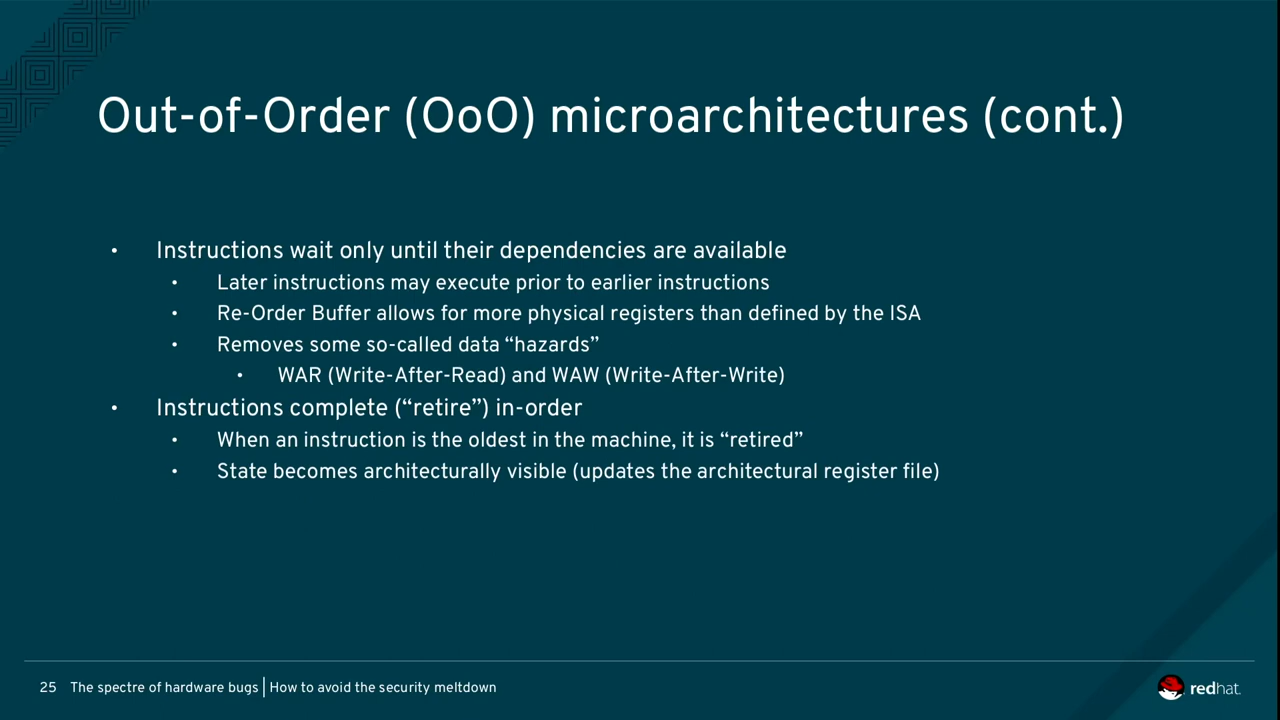 Out-of-Order (OoO) microarchitectures (cont.)
• Instructions wait only until their dependencies are available
• Later instructions may execute prior to earlier instructions
• Re-Order Buffer allows for more physical registers than defined by the ISA
• Removes some so-called data “hazards”
• WAR (Write-After-Read) and WAW (Write-After-Write)
• Instructions complete (“retire”) in-order
• When an instruction is the oldest in the machine, it is “retired”
• State becomes architecturally visible (updates the architectural register file)
25 The spectre of hardware bugs | How to avoid the security meltdown
redhat.